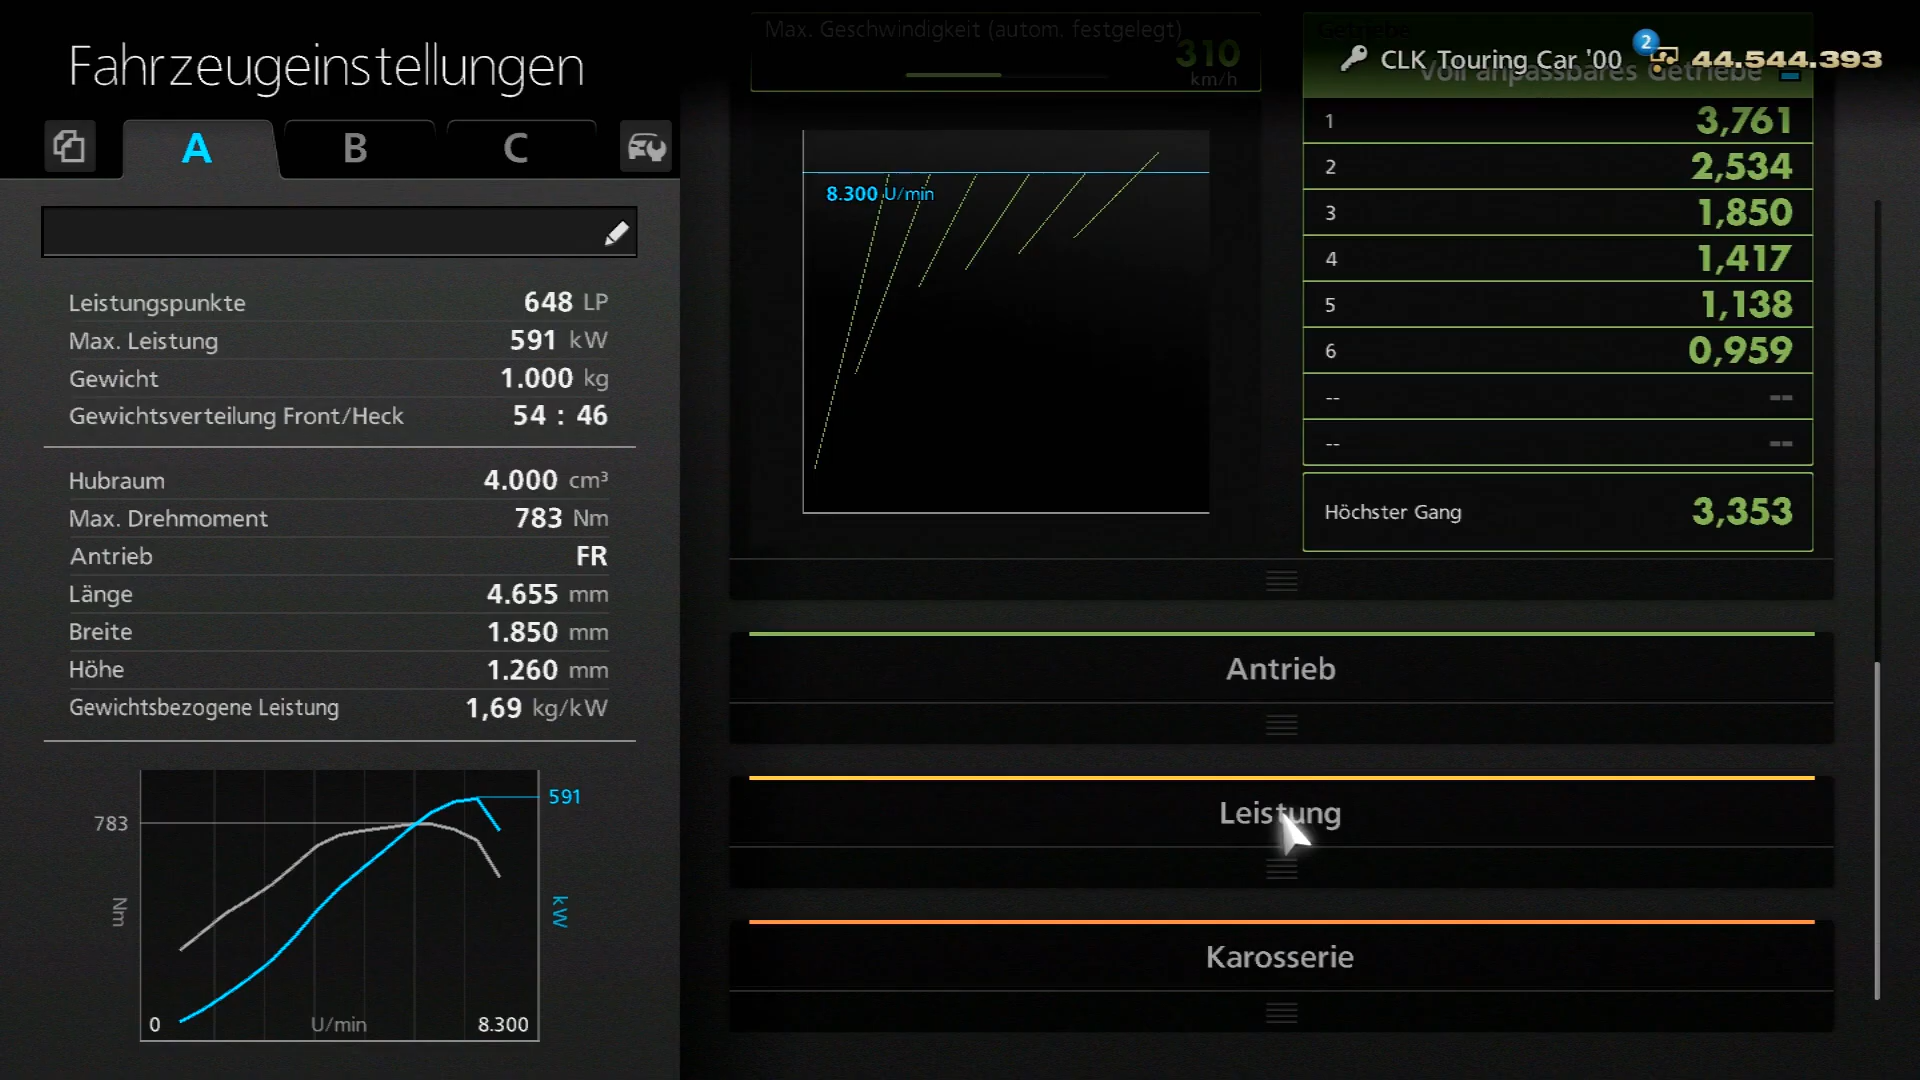 Fahrzeugeinstellungen
A
B
C
Leistungspunkte 648 LP
Max. Leistung 591 kW
Gewicht 1.000 kg
Gewichtsverteilung Front/Heck 54 : 46
Hubraum 4.000 cm³
Max. Drehmoment 783 Nm
Antrieb FR
Länge 4.655 mm
Breite 1.850 mm
Höhe 1.260 mm
Gewichtsbezogene Leistung 1,69 kg/kW
591
783
Nm
kW
0 U/min 8.300
Max. Geschwindigkeit (autom. festgelegt)
310
km/h
8.300 U/min
Getriebe
CLK Touring Car '00 2 44.544.393
Voll anpassbares Getriebe
1 3,761
2 2,534
3 1,850
4 1,417
5 1,138
6 0,959
-- --
-- --
Höchster Gang 3,353
Antrieb
Leistung
Karosserie